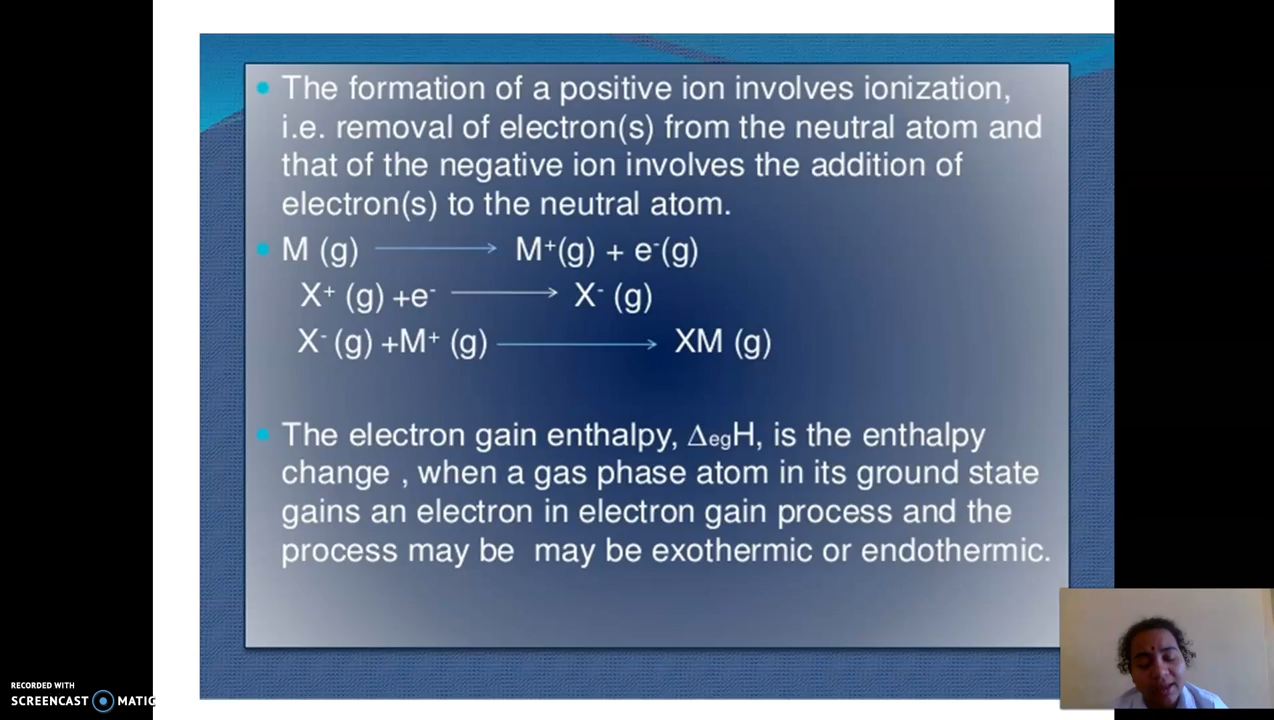 The formation of a positive ion involves ionization,
i.e. removal of electron(s) from the neutral atom and
that of the negative ion involves the addition of
electron(s) to the neutral atom.
M (g) ⟶ M⁺(g) + e⁻(g)
X⁺ (g) +e⁻ ⟶ X⁻ (g)
X⁻ (g) +M⁺ (g) ⟶ XM (g)
The electron gain enthalpy, ΔegH, is the enthalpy
change , when a gas phase atom in its ground state
gains an electron in electron gain process and the
process may be may be exothermic or endothermic.
RECORDED WITH
SCREENCAST MATIC